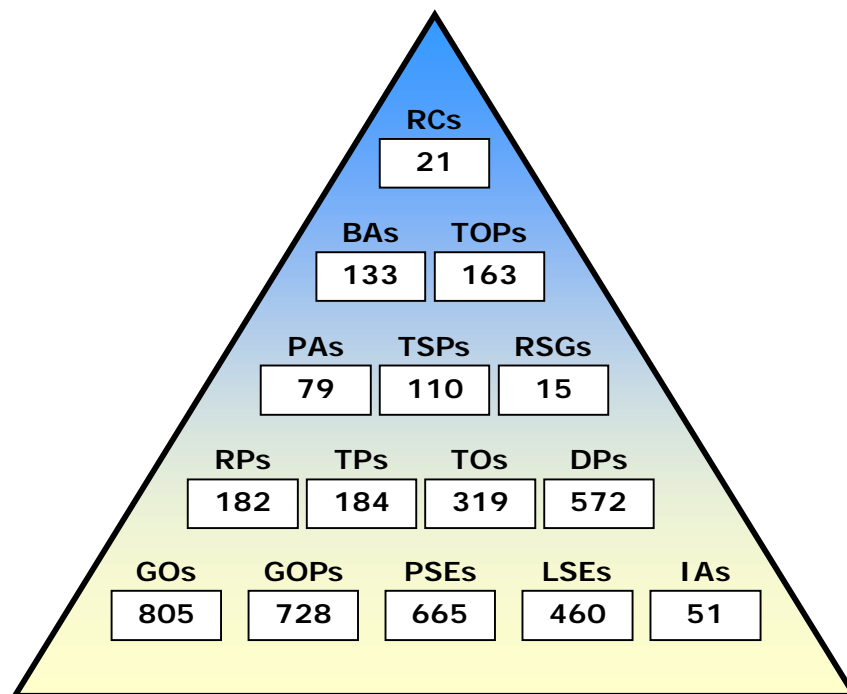 RCs
21
BAs TOPs
133 163
PAs TSPs RSGs
79 110 15
RPs TPs TOs DPs
182 184 319 572
GOs GOPs PSEs LSEs IAs
805 728 665 460 51